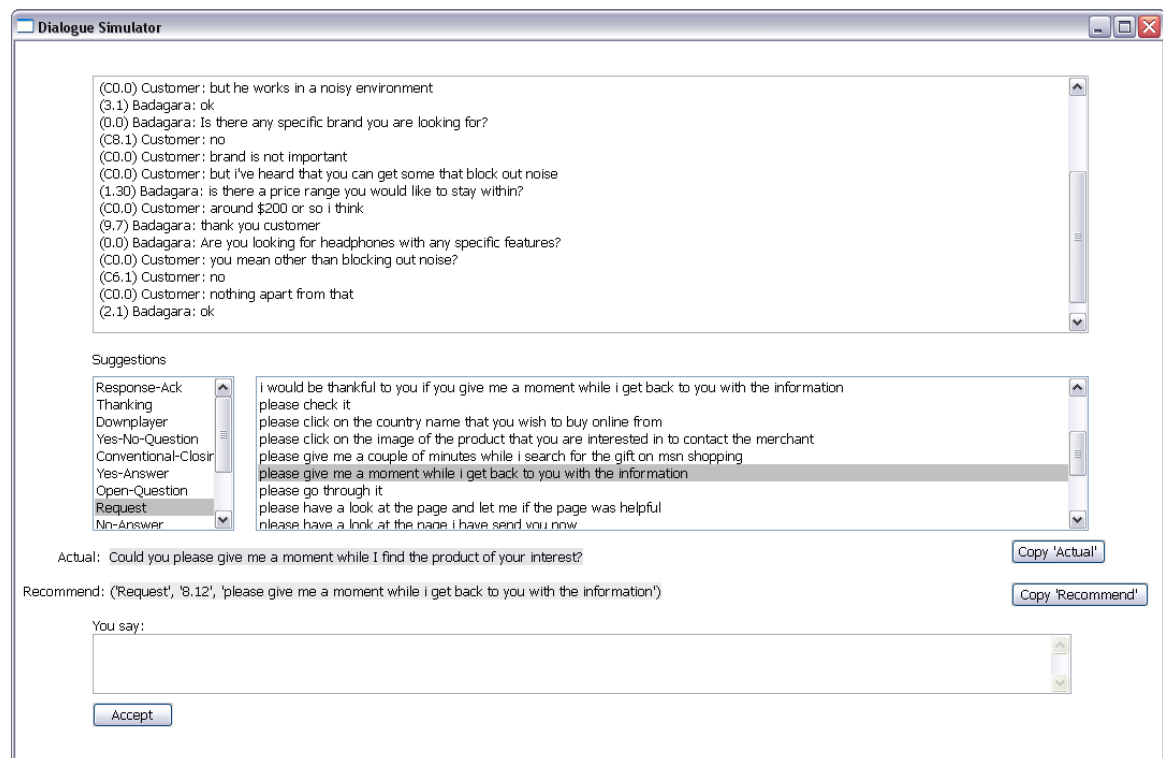 Dialogue Simulator
(C0.0) Customer: but he works in a noisy environment
(3.1) Badagara: ok
(0.0) Badagara: Is there any specific brand you are looking for?
(C8.1) Customer: no
(C0.0) Customer: brand is not important
(C0.0) Customer: but i've heard that you can get some that block out noise
(1.30) Badagara: is there a price range you would like to stay within?
(C0.0) Customer: around $200 or so i think
(9.7) Badagara: thank you customer
(0.0) Badagara: Are you looking for headphones with any specific features?
(C0.0) Customer: you mean other than blocking out noise?
(C6.1) Customer: no
(C0.0) Customer: nothing apart from that
(2.1) Badagara: ok
Suggestions
Response-Ack
Thanking
Downplayer
Yes-No-Question
Conventional-Closir
Yes-Answer
Open-Question
Request
No-Answer
i would be thankful to you if you give me a moment while i get back to you with the information
please check it
please click on the country name that you wish to buy online from
please click on the image of the product that you are interested in to contact the merchant
please give me a couple of minutes while i search for the gift on msn shopping
please give me a moment while i get back to you with the information
please go through it
please have a look at the page and let me if the page was helpful
please have a look at the page i have send you now
Actual: Could you please give me a moment while I find the product of your interest?
Copy 'Actual'
Recommend: ('Request', '8.12', 'please give me a moment while i get back to you with the information')
Copy 'Recommend'
You say:
Accept